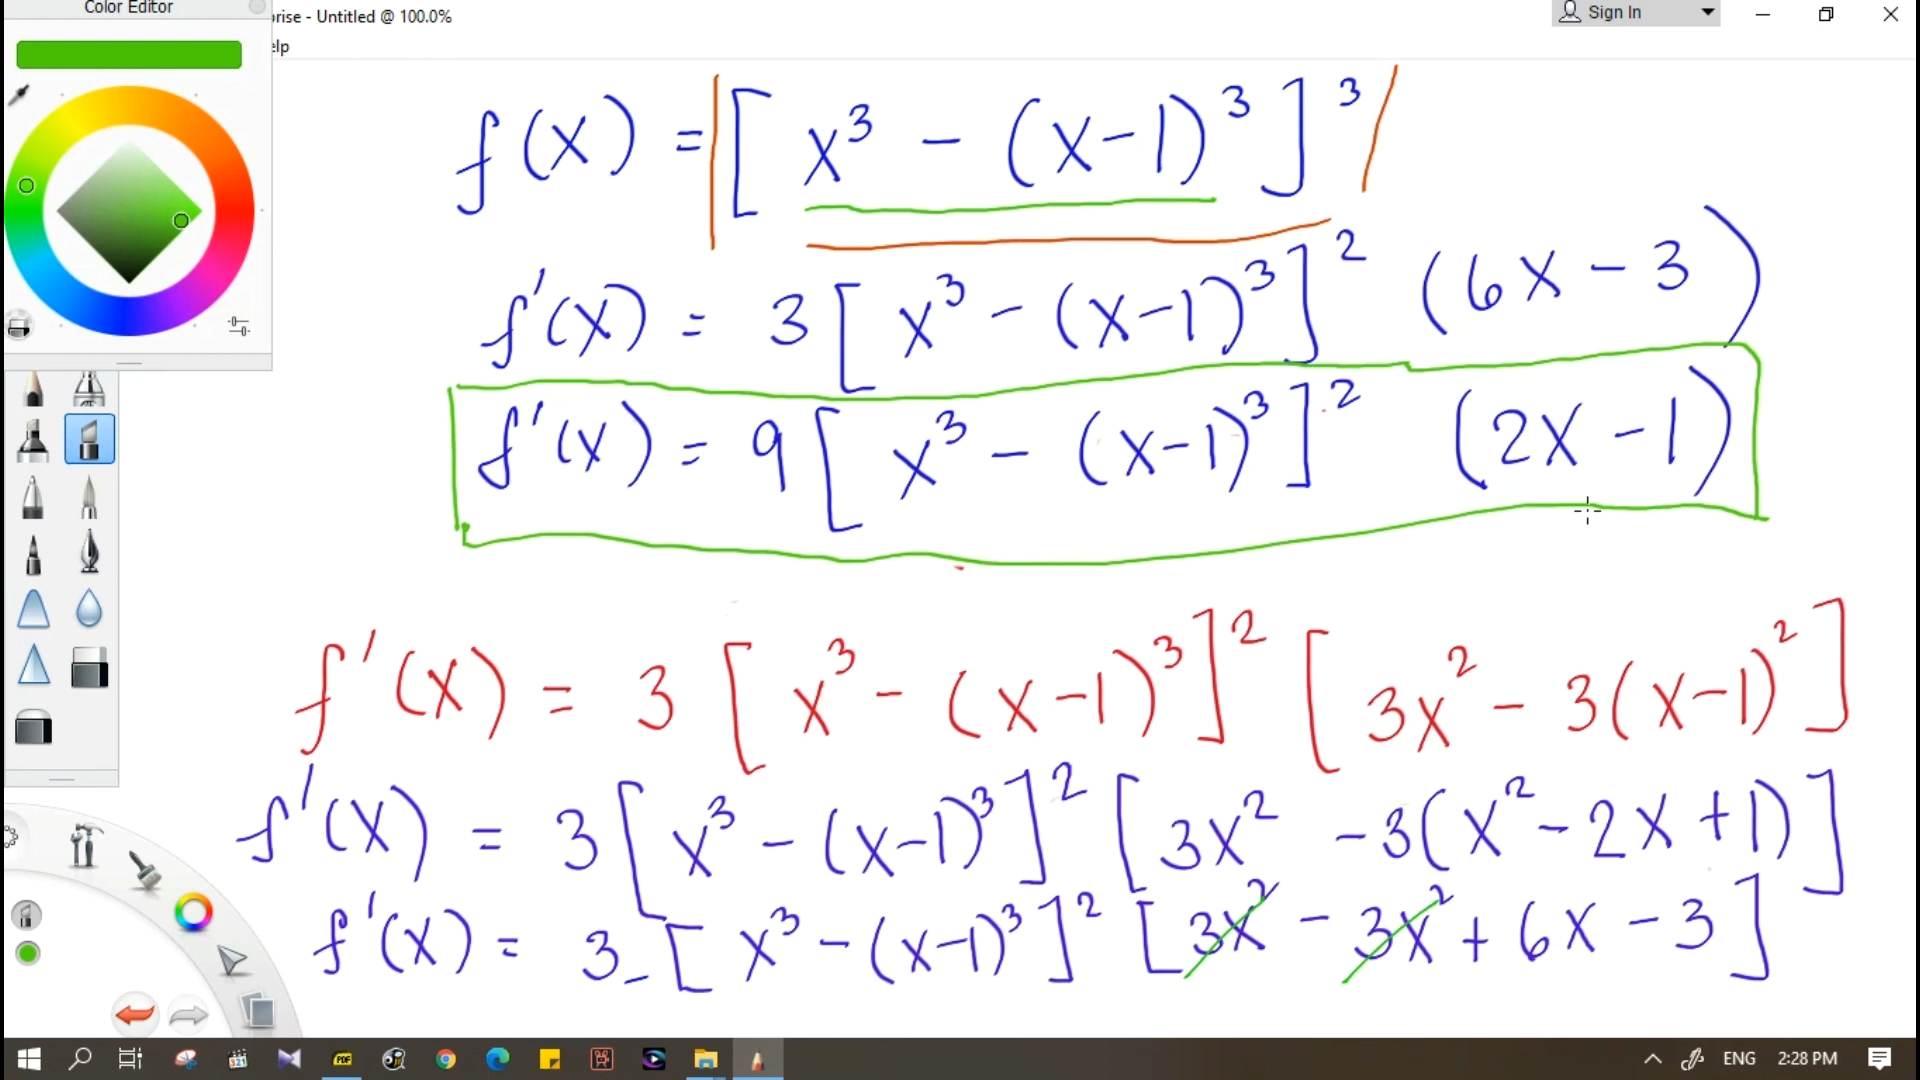 Color Editor
rise - Untitled @ 100.0%
Sign In
elp
f(x) = [ x³ - (x-1)³ ]³
f'(x) = 3 [ x³ - (x-1)³ ]² (6x - 3)
f'(x) = 9 [ x³ - (x-1)³ ]² (2x - 1)
f'(x) = 3 [ x³ - (x-1)³ ]² [ 3x² - 3(x-1)² ]
f'(x) = 3 [ x³ - (x-1)³ ]² [ 3x² - 3(x² - 2x + 1) ]
f'(x) = 3 [ x³ - (x-1)³ ]² [ 3x² - 3x² + 6x - 3 ]
321
PDF
ENG
2:28 PM